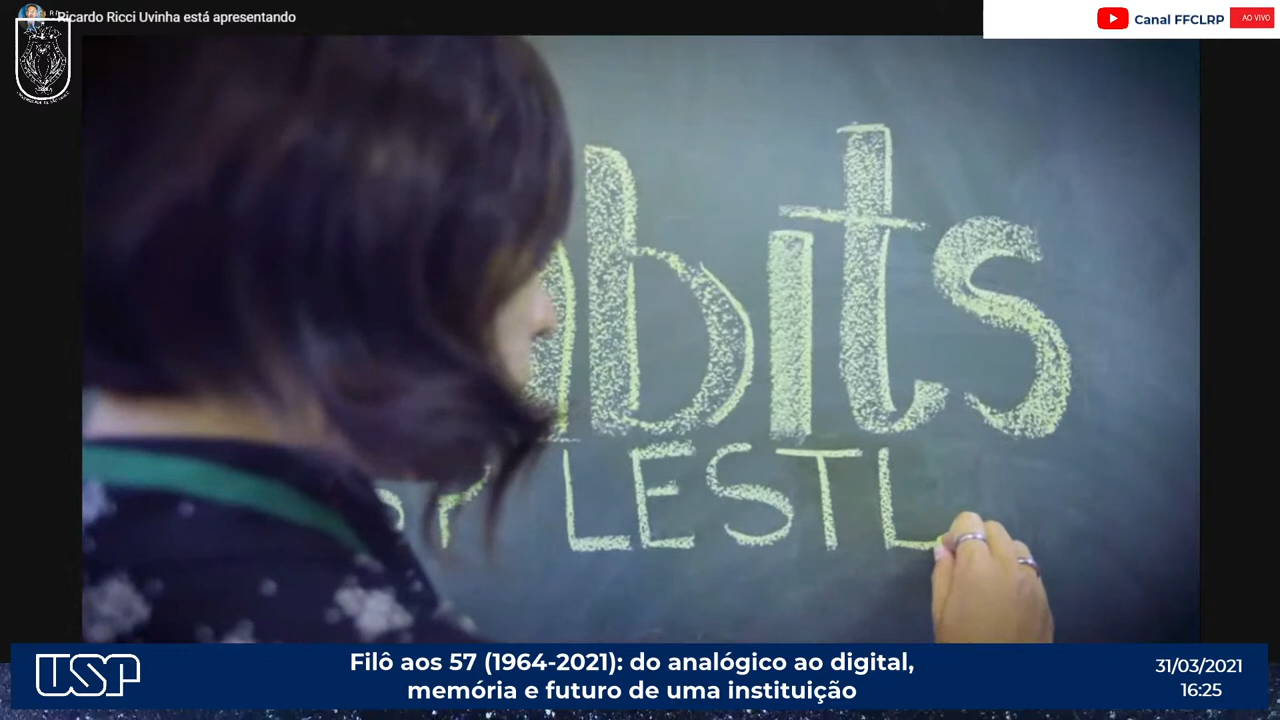 Ricardo Ricci Uvinha está apresentando
Canal FFCLRP
AO VIVO
bits
LESTL
USP
Filô aos 57 (1964-2021): do analógico ao digital,
memória e futuro de uma instituição
31/03/2021
16:25